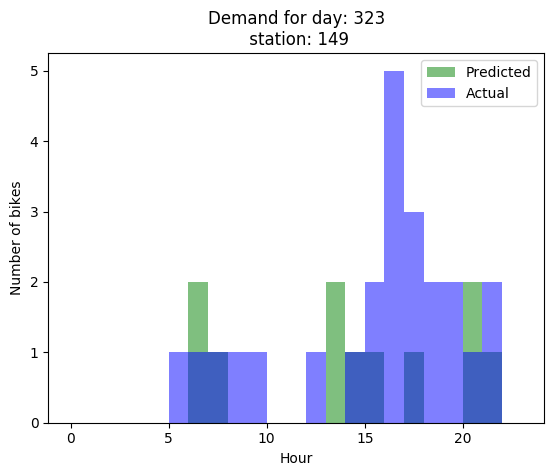 Demand for day: 323
station: 149
Predicted
Actual
Number of bikes
5
4
3
2
1
0
0 5 10 15 20
Hour